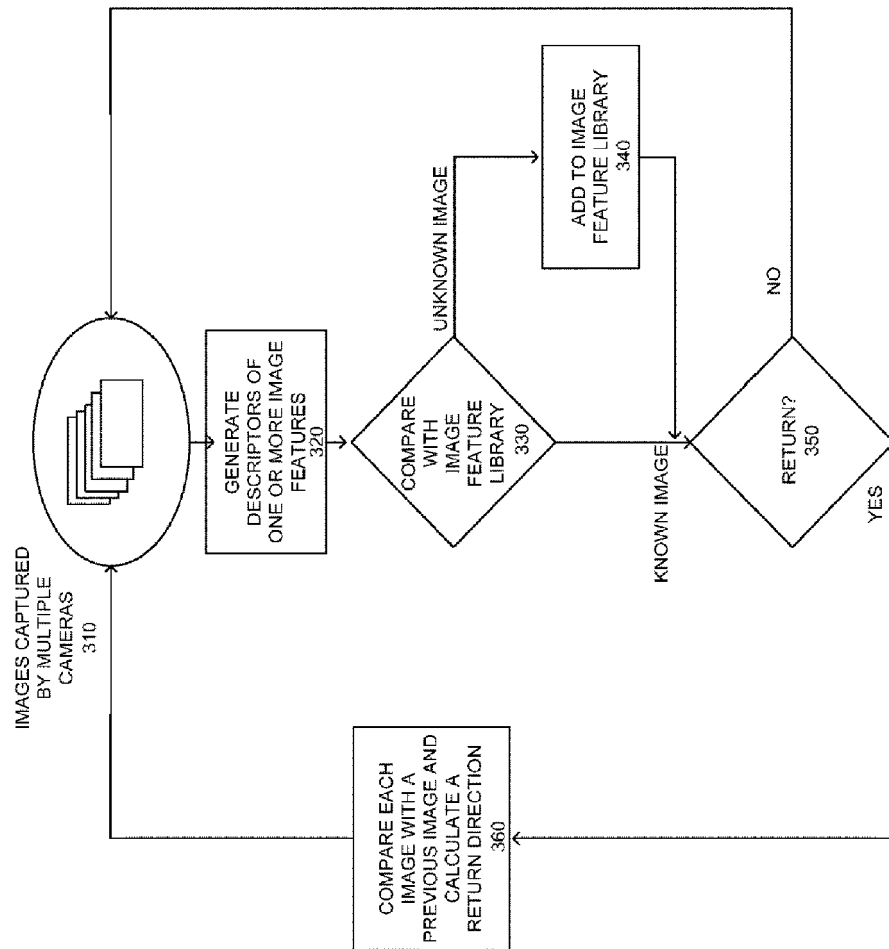 IMAGES CAPTURED
BY MULTIPLE
CAMERAS
310
GENERATE
DESCRIPTORS OF
ONE OR MORE IMAGE
FEATURES
320
COMPARE
WITH
IMAGE
FEATURE
LIBRARY
330
UNKNOWN IMAGE
ADD TO IMAGE
FEATURE LIBRARY
340
KNOWN IMAGE
RETURN?
350
NO
YES
COMPARE EACH
IMAGE WITH A
PREVIOUS IMAGE AND
CALCULATE A
RETURN DIRECTION
360